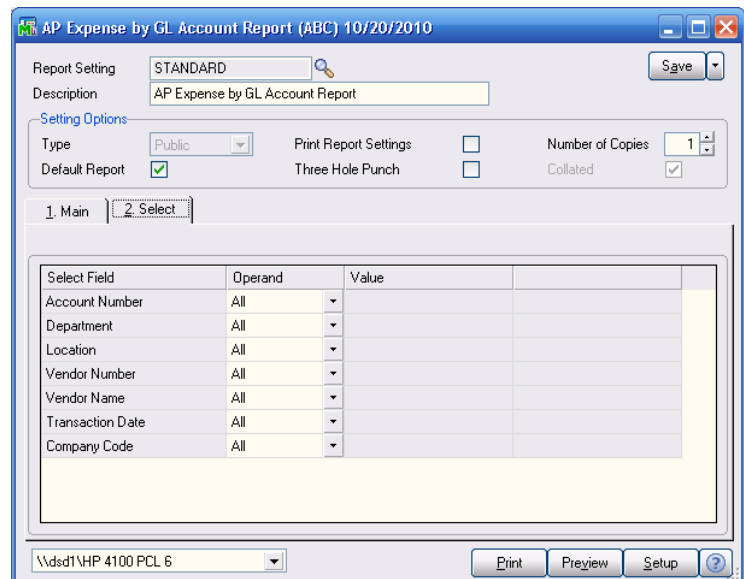 AP Expense by GL Account Report (ABC) 10/20/2010
Report Setting STANDARD Save
Description AP Expense by GL Account Report
Setting Options
Type Public Print Report Settings Number of Copies 1
Default Report Three Hole Punch Collated
1. Main 2. Select
Select Field Operand Value
Account Number All
Department All
Location All
Vendor Number All
Vendor Name All
Transaction Date All
Company Code All
\\dsd1\HP 4100 PCL 6 Print Preview Setup ?